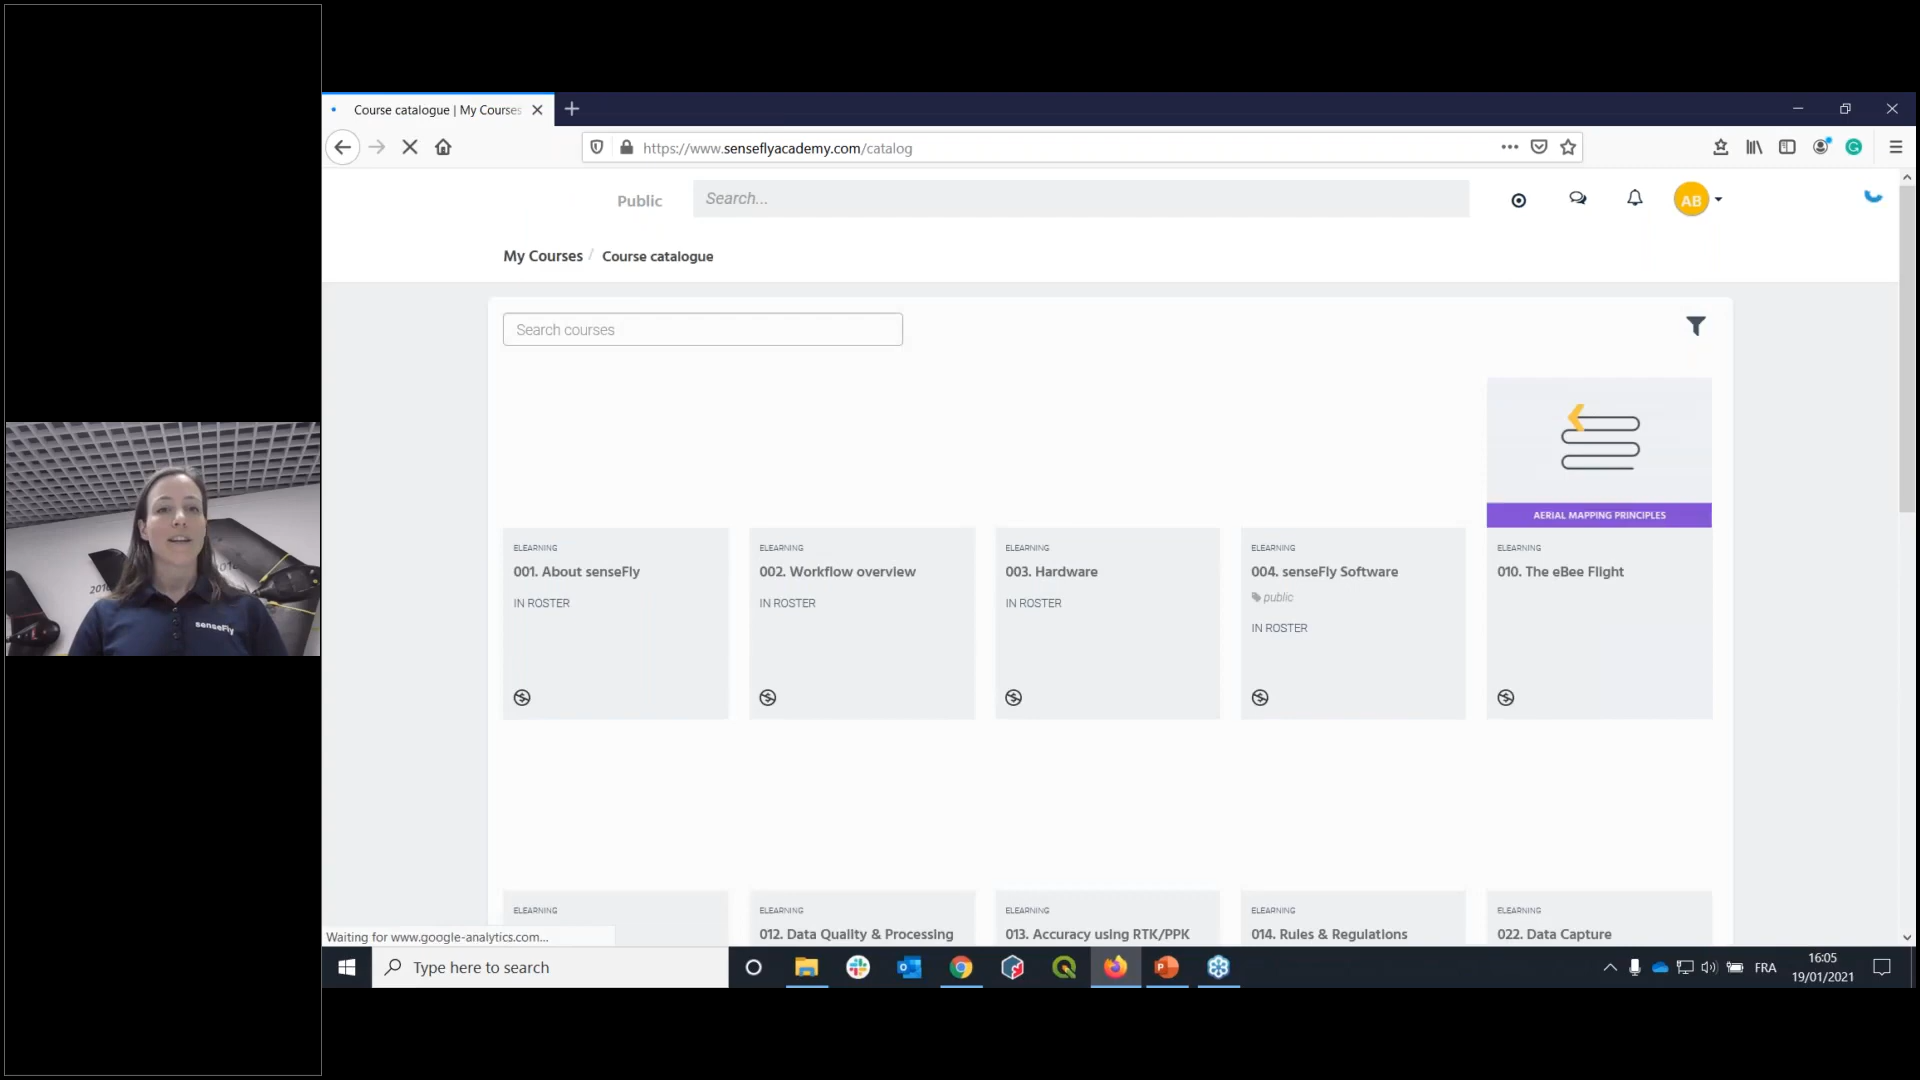 Course catalogue | My Courses
https://www.senseflyacademy.com/catalog
Public
Search...
AB
My Courses / Course catalogue
Search courses
AERIAL MAPPING PRINCIPLES
ELEARNING
001. About senseFly
IN ROSTER
ELEARNING
002. Workflow overview
IN ROSTER
ELEARNING
003. Hardware
IN ROSTER
ELEARNING
004. senseFly Software
public
IN ROSTER
ELEARNING
010. The eBee Flight
ELEARNING
ELEARNING
012. Data Quality & Processing
ELEARNING
013. Accuracy using RTK/PPK
ELEARNING
014. Rules & Regulations
ELEARNING
022. Data Capture
Waiting for www.google-analytics.com...
Type here to search
FRA
16:05
19/01/2021
senseFly